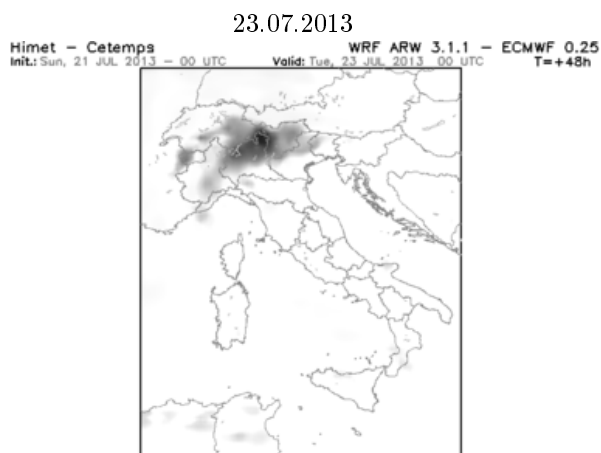 23.07.2013
Himet – Cetemps WRF ARW 3.1.1 – ECMWF 0.25
Init.: Sun, 21 JUL 2013 – 00 UTC Valid: Tue, 23 JUL 2013 00 UTC T=+48h